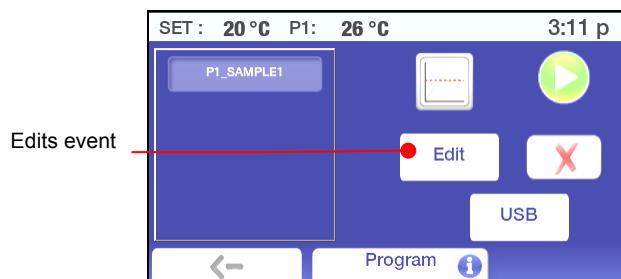 SET : 20 °C P1: 26 °C 3:11 p
P1_SAMPLE1
Edits event
Edit
USB
Program